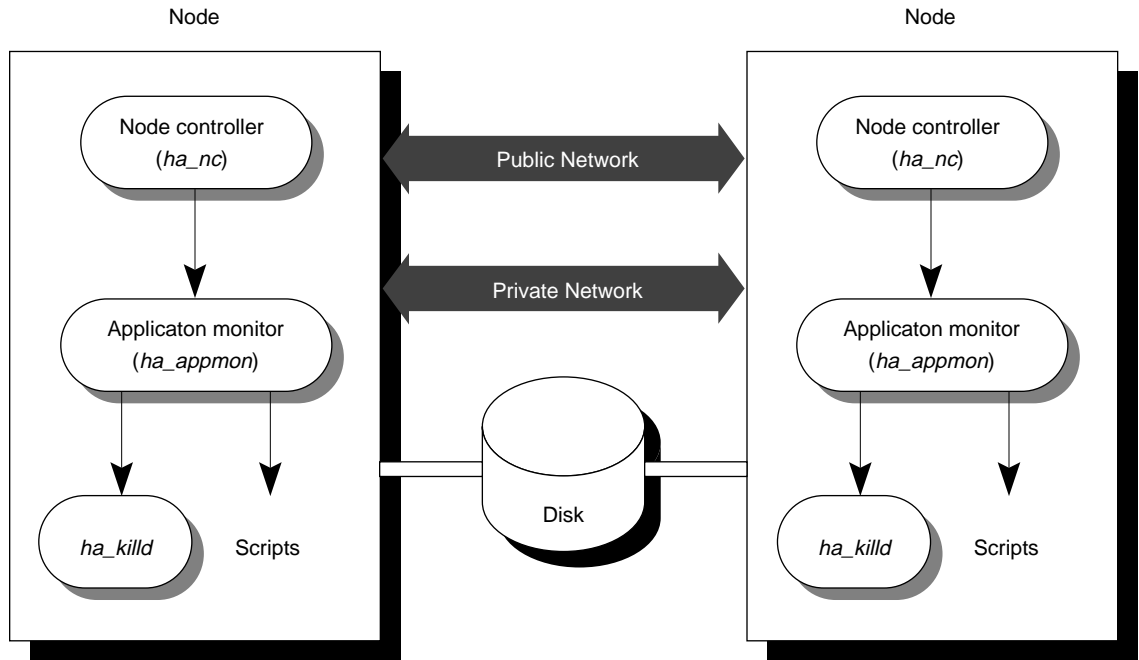 Node
Node
Node controller
(ha_nc)
Applicaton monitor
(ha_appmon)
ha_killd
Scripts
Public Network
Private Network
Disk
Node controller
(ha_nc)
Applicaton monitor
(ha_appmon)
ha_killd
Scripts